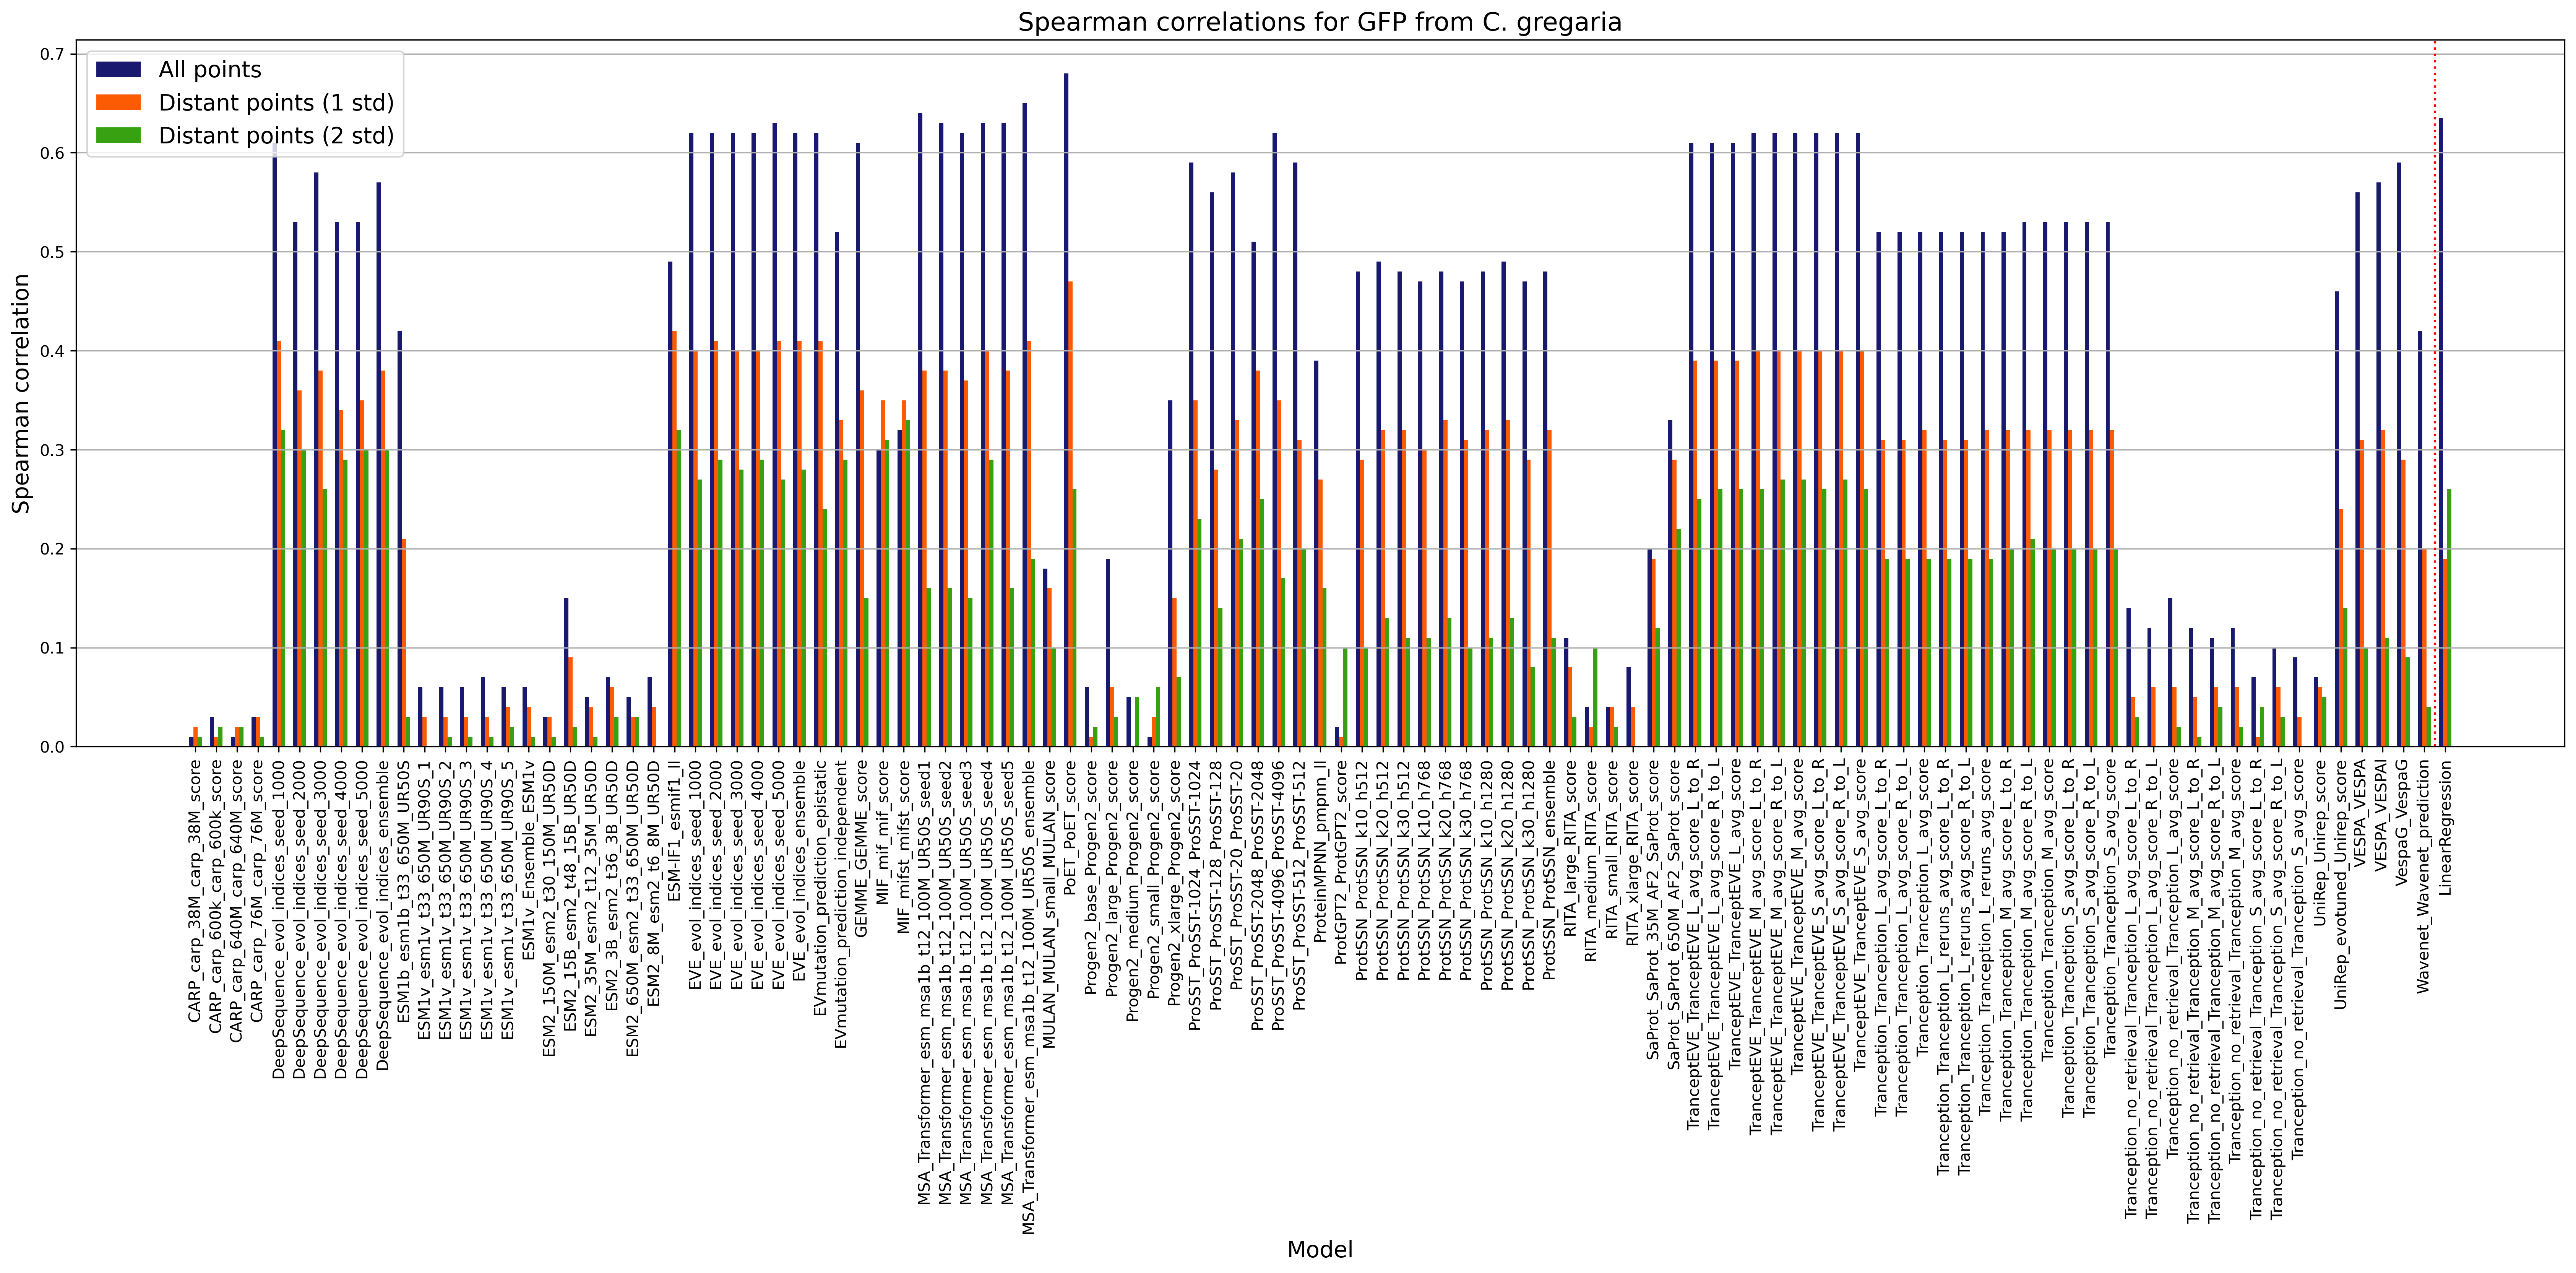 Spearman correlations for GFP from C. gregaria
All points
Distant points (1 std)
Distant points (2 std)
Spearman correlation
0.7
0.6
0.5
0.4
0.3
0.2
0.1
0.0
CARP_carp_38M_score
CARP_carp_600k_score
CARP_carp_640M_score
CARP_carp_76M_score
DeepSequence_evol_indices_seed_1000
DeepSequence_evol_indices_seed_2000
DeepSequence_evol_indices_seed_3000
DeepSequence_evol_indices_seed_4000
DeepSequence_evol_indices_seed_5000
DeepSequence_evol_indices_ensemble
ESM1b_esm1b_t33_650M_UR50S
ESM1v_esm1v_t33_650M_UR90S_1
ESM1v_esm1v_t33_650M_UR90S_2
ESM1v_esm1v_t33_650M_UR90S_3
ESM1v_esm1v_t33_650M_UR90S_4
ESM1v_esm1v_t33_650M_UR90S_5
ESM1v_Ensemble_ESM1v
ESM2_150M_esm2_t30_150M_UR50D
ESM2_15B_esm2_t48_15B_UR50D
ESM2_35M_esm2_t12_35M_UR50D
ESM2_3B_esm2_t36_3B_UR50D
ESM2_650M_esm2_t33_650M_UR50D
ESM2_8M_esm2_t6_8M_UR50D
ESM-IF1_esmif1_ll
EVE_evol_indices_seed_1000
EVE_evol_indices_seed_2000
EVE_evol_indices_seed_3000
EVE_evol_indices_seed_4000
EVE_evol_indices_seed_5000
EVE_evol_indices_ensemble
EVmutation_prediction_epistatic
EVmutation_prediction_independent
GEMME_GEMME_score
MIF_mif_mif_score
MIF_mifst_mifst_score
MSA_Transformer_esm_msa1b_t12_100M_UR50S_seed1
MSA_Transformer_esm_msa1b_t12_100M_UR50S_seed2
MSA_Transformer_esm_msa1b_t12_100M_UR50S_seed3
MSA_Transformer_esm_msa1b_t12_100M_UR50S_seed4
MSA_Transformer_esm_msa1b_t12_100M_UR50S_seed5
MSA_Transformer_esm_msa1b_t12_100M_UR50S_ensemble
MULAN_MULAN_small_MULAN_score
PoET_PoET_score
Progen2_base_Progen2_score
Progen2_large_Progen2_score
Progen2_medium_Progen2_score
Progen2_small_Progen2_score
Progen2_xlarge_Progen2_score
ProSST_ProSST-1024_ProSST-1024
ProSST_ProSST-128_ProSST-128
ProSST_ProSST-20_ProSST-20
ProSST_ProSST-2048_ProSST-2048
ProSST_ProSST-4096_ProSST-4096
ProSST_ProSST-512_ProSST-512
ProteinMPNN_pmpnn_ll
ProtGPT2_ProtGPT2_score
ProtSSN_ProtSSN_k10_h512
ProtSSN_ProtSSN_k20_h512
ProtSSN_ProtSSN_k30_h512
ProtSSN_ProtSSN_k10_h768
ProtSSN_ProtSSN_k20_h768
ProtSSN_ProtSSN_k30_h768
ProtSSN_ProtSSN_k10_h1280
ProtSSN_ProtSSN_k20_h1280
ProtSSN_ProtSSN_k30_h1280
ProtSSN_ProtSSN_ensemble
RITA_large_RITA_score
RITA_medium_RITA_score
RITA_small_RITA_score
RITA_xlarge_RITA_score
SaProt_SaProt_35M_AF2_SaProt_score
SaProt_SaProt_650M_AF2_SaProt_score
TranceptEVE_TranceptEVE_L_avg_score_L_to_R
TranceptEVE_TranceptEVE_L_avg_score_R_to_L
TranceptEVE_TranceptEVE_L_avg_score
TranceptEVE_TranceptEVE_M_avg_score_L_to_R
TranceptEVE_TranceptEVE_M_avg_score_R_to_L
TranceptEVE_TranceptEVE_M_avg_score
TranceptEVE_TranceptEVE_S_avg_score_L_to_R
TranceptEVE_TranceptEVE_S_avg_score_R_to_L
TranceptEVE_TranceptEVE_S_avg_score
Tranception_Tranception_L_avg_score_L_to_R
Tranception_Tranception_L_avg_score_R_to_L
Tranception_Tranception_L_avg_score
Tranception_Tranception_L_reruns_avg_score_L_to_R
Tranception_Tranception_L_reruns_avg_score_R_to_L
Tranception_Tranception_L_reruns_avg_score
Tranception_Tranception_M_avg_score_L_to_R
Tranception_Tranception_M_avg_score_R_to_L
Tranception_Tranception_M_avg_score
Tranception_Tranception_S_avg_score_L_to_R
Tranception_Tranception_S_avg_score_R_to_L
Tranception_Tranception_S_avg_score
Tranception_no_retrieval_Tranception_L_avg_score_L_to_R
Tranception_no_retrieval_Tranception_L_avg_score_R_to_L
Tranception_no_retrieval_Tranception_L_avg_score
Tranception_no_retrieval_Tranception_M_avg_score_L_to_R
Tranception_no_retrieval_Tranception_M_avg_score_R_to_L
Tranception_no_retrieval_Tranception_M_avg_score
Tranception_no_retrieval_Tranception_S_avg_score_L_to_R
Tranception_no_retrieval_Tranception_S_avg_score_R_to_L
Tranception_no_retrieval_Tranception_S_avg_score
UniRep_Unirep_score
UniRep_evotuned_Unirep_score
VESPA_VESPA
VESPA_VESPAl
VespaG_VespaG
Wavenet_Wavenet_prediction
LinearRegression
Model